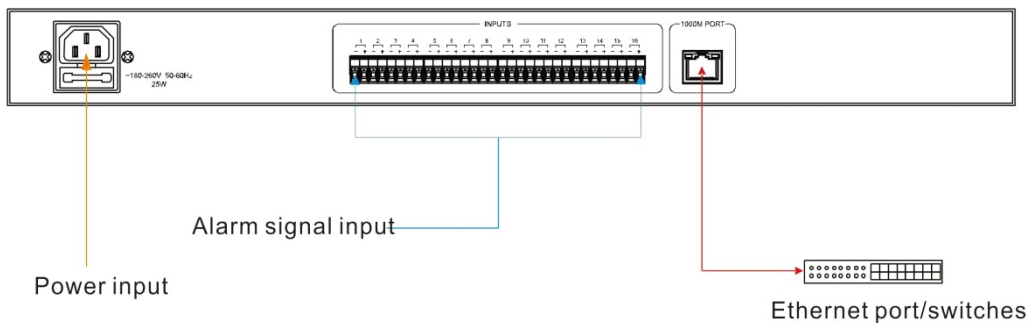 INPUTS
1000M PORT
1 2 3 4 5 6 7 8 9 10 11 12 13 14 15 16
- + - + - + - + - + - + - + - + - + - + - + - + - + - + - + - +
~180-260V 50-60Hz
25W
Alarm signal input
Power input
Ethernet port/switches